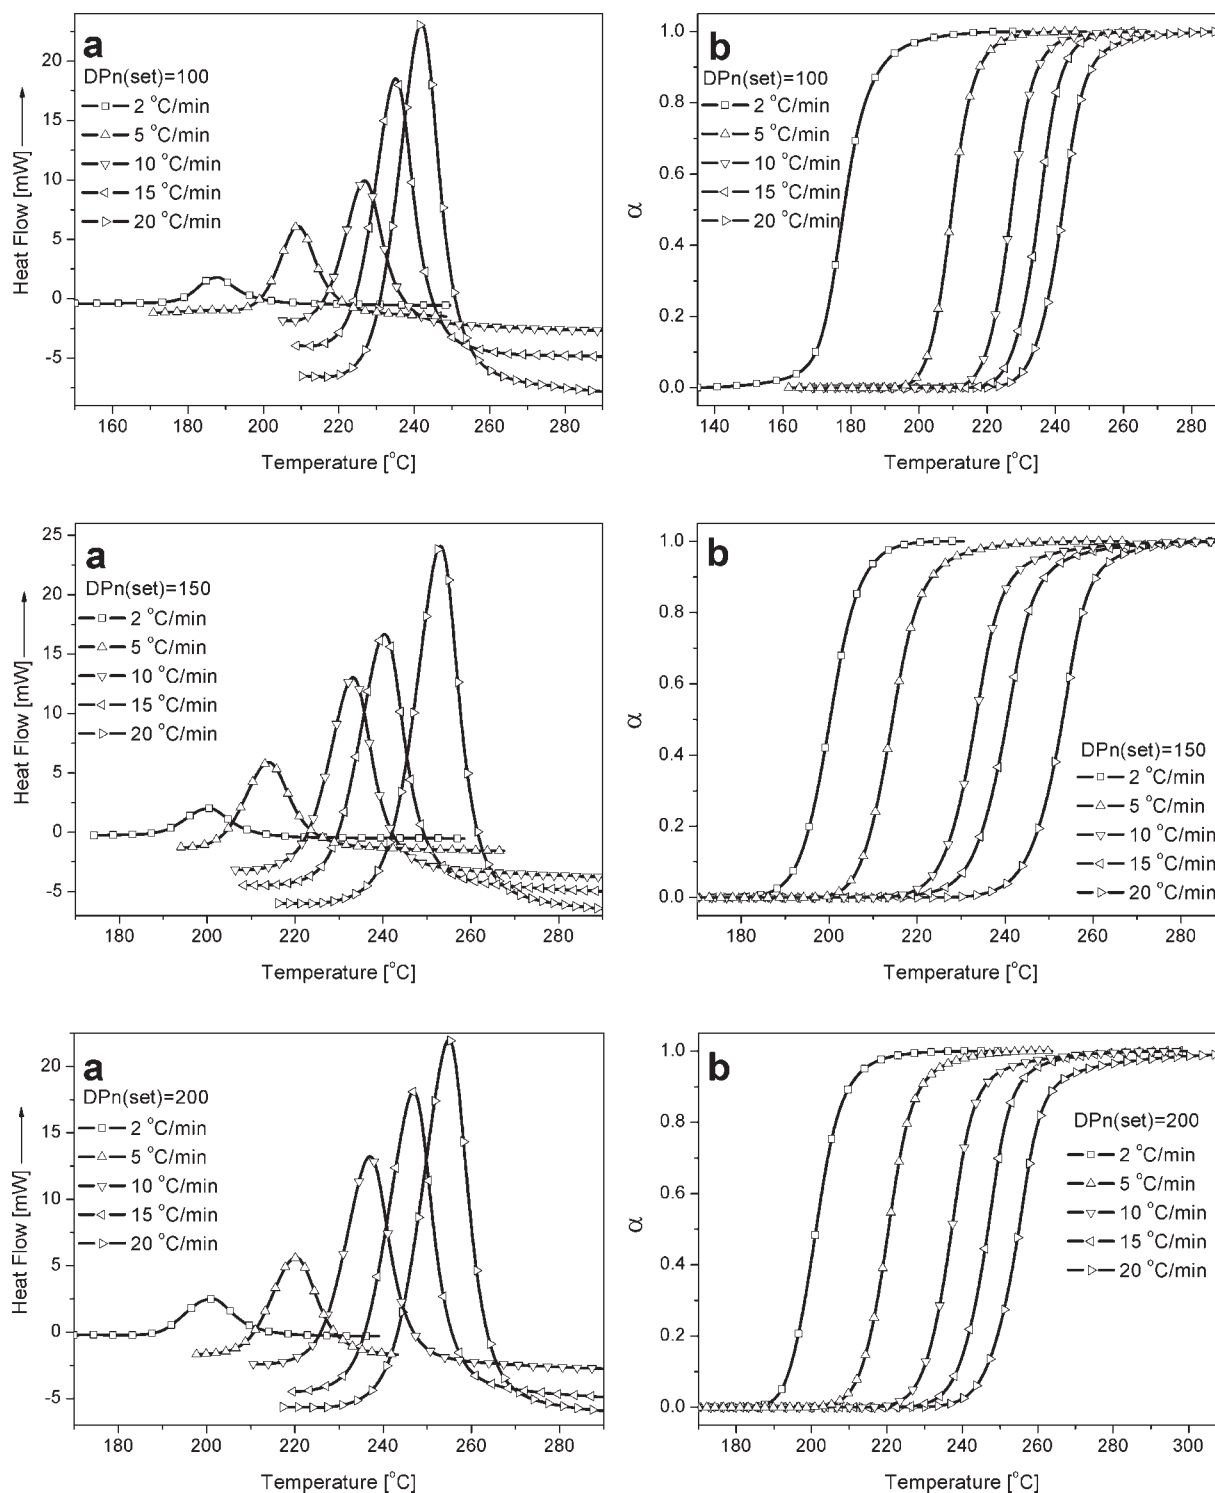 a
DPn(set)=100
2 °C/min
5 °C/min
10 °C/min
15 °C/min
20 °C/min
Heat Flow [mW]
20
15
10
5
0
-5
160 180 200 220 240 260 280
Temperature [°C]
b
DPn(set)=100
2 °C/min
5 °C/min
10 °C/min
15 °C/min
20 °C/min
α
1.0
0.8
0.6
0.4
0.2
0.0
140 160 180 200 220 240 260 280
Temperature [°C]
a
DPn(set)=150
2 °C/min
5 °C/min
10 °C/min
15 °C/min
20 °C/min
Heat Flow [mW]
25
20
15
10
5
0
-5
180 200 220 240 260 280
Temperature [°C]
b
DPn(set)=150
2 °C/min
5 °C/min
10 °C/min
15 °C/min
20 °C/min
α
1.0
0.8
0.6
0.4
0.2
0.0
180 200 220 240 260 280
Temperature [°C]
a
DPn(set)=200
2 °C/min
5 °C/min
10 °C/min
15 °C/min
20 °C/min
Heat Flow [mW]
20
15
10
5
0
-5
180 200 220 240 260 280
Temperature [°C]
b
DPn(set)=200
2 °C/min
5 °C/min
10 °C/min
15 °C/min
20 °C/min
α
1.0
0.8
0.6
0.4
0.2
0.0
180 200 220 240 260 280 300
Temperature [°C]